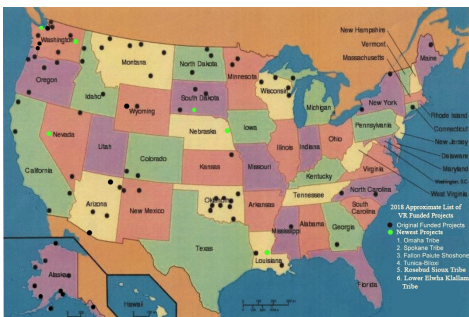 New Hampshire
Vermont
Massachusetts
Washington
Maine
Montana
North Dakota
Minnesota
Oregon
Idaho
South Dakota
Wisconsin
Michigan
New York
Wyoming
Rhode Island
Connecticut
New Jersey
Delaware
Maryland
Washington, DC
West Virginia
Nebraska
Iowa
Pennsylvania
Nevada
Utah
Colorado
Illinois
Indiana
Ohio
Virginia
California
Kansas
Missouri
Kentucky
North Carolina
Tennessee
South
Carolina
Arizona
New Mexico
Arkansas
Mississippi
Alabama
Georgia
Texas
Louisiana
Florida
Alaska
Hawaii
2018 Approximate List of
VR Funded Projects
Original Funded Projects
Newest Projects
1. Omaha Tribe
2. Spokane Tribe
3. Fallon Paiute Shoshone
4. Tunica-Biloxi
5. Rosebud Sioux Tribe
6. Lower Elwha Klallam
Tribe